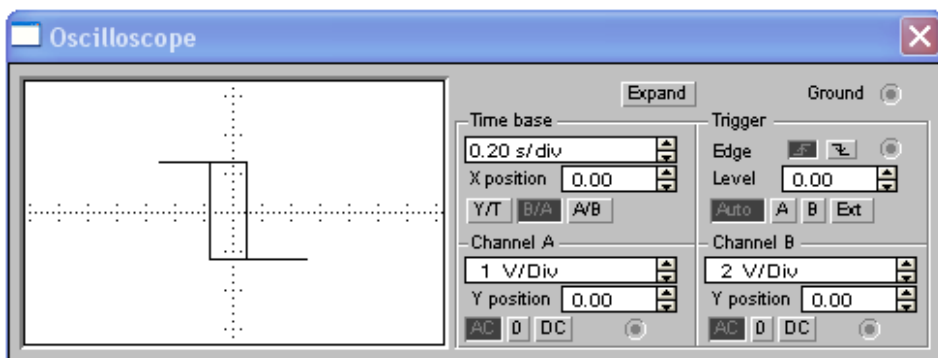 Oscilloscope
Expand
Ground
Time base
0.20 s/div
X position 0.00
Y/T B/A A/B
Trigger
Edge
Level 0.00
Auto A B Ext
Channel A
1 V/Div
Y position 0.00
AC 0 DC
Channel B
2 V/Div
Y position 0.00
AC 0 DC